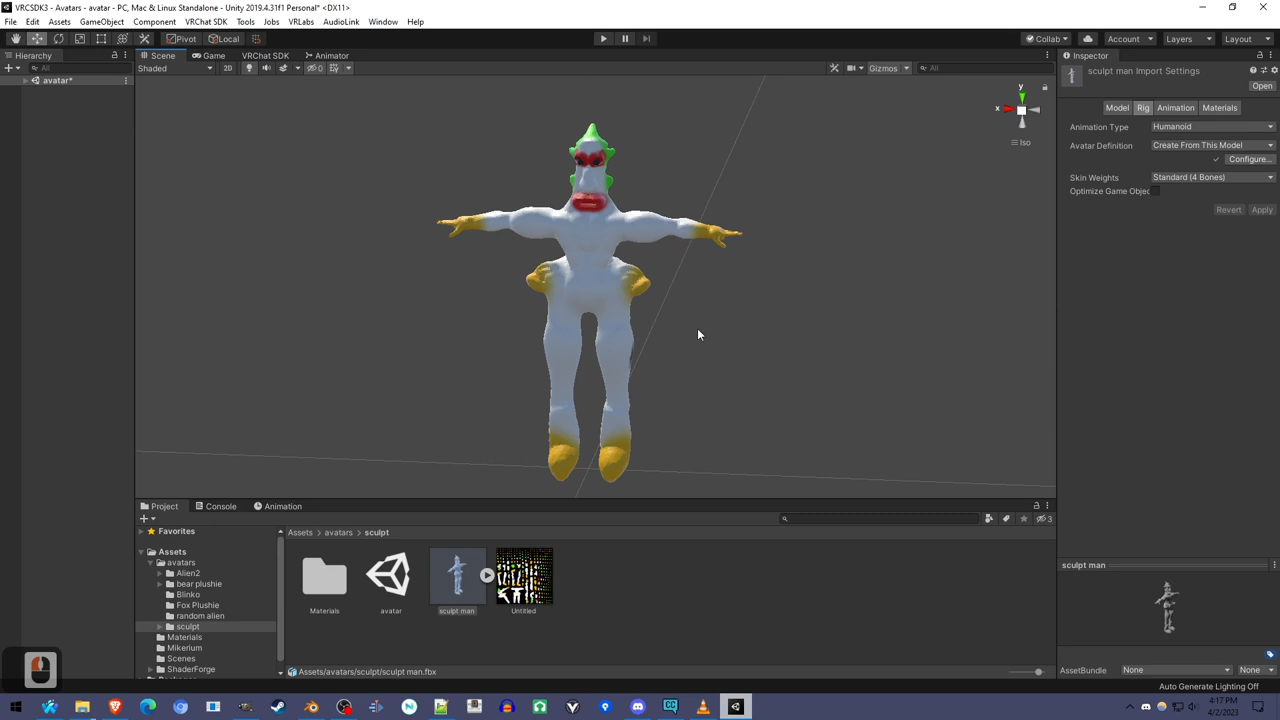 VRCSDK3 - Avatars - avatar - PC, Mac & Linux Standalone - Unity 2019.4.31f1 Personal* <DX11>
File Edit Assets GameObject Component VRChat SDK Tools Jobs VRLabs AudioLink Window Help
Pivot Local Collab Account Layers Layout
Hierarchy Scene Game VRChat SDK Animator Inspector
All Shaded 2D 0 Gizmos All
avatar*
sculpt man Import Settings
Open
Model Rig Animation Materials
Animation Type Humanoid
Avatar Definition Create From This Model
Configure...
Skin Weights Standard (4 Bones)
Optimize Game Objec
Revert Apply
y
x
Iso
Project Console Animation
3
Favorites
Assets > avatars > sculpt
Assets
avatars
Alien2
bear plushie
Blinko
Fox Plushie
random alien
sculpt
Materials
Mikerium
Scenes
ShaderForge
Materials avatar sculpt man Untitled
Assets/avatars/sculpt/sculpt man.fbx
sculpt man
AssetBundle None None
Auto Generate Lighting Off
4:17 PM
4/2/2023